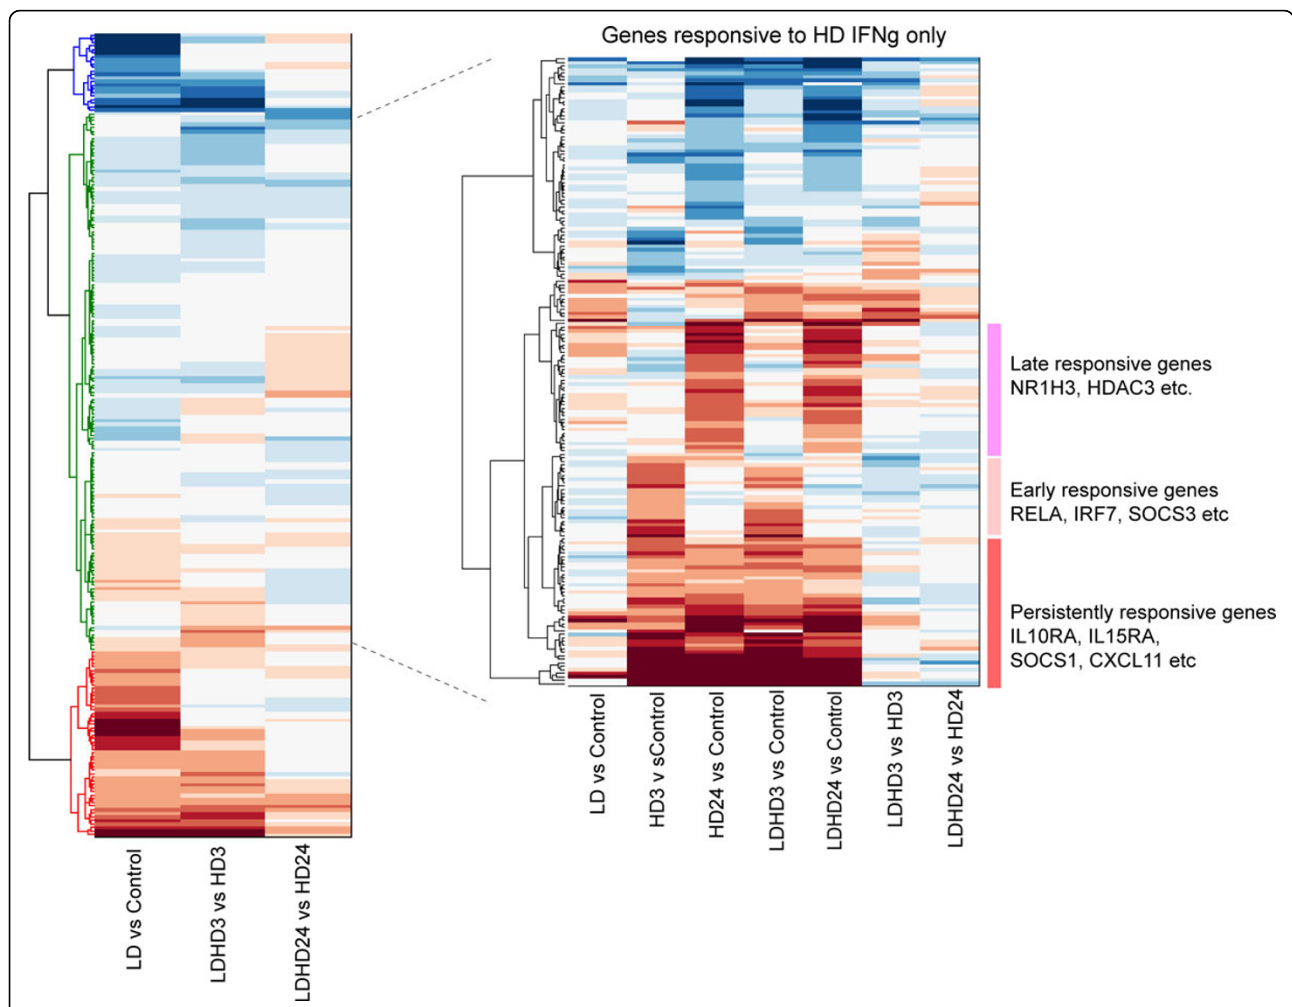 Genes responsive to HD IFNg only
Late responsive genes
NR1H3, HDAC3 etc.
Early responsive genes
RELA, IRF7, SOCS3 etc
Persistently responsive genes
IL10RA, IL15RA,
SOCS1, CXCL11 etc
LD vs Control
LDHD3 vs HD3
LDHD24 vs HD24
LD vs Control
HD3 v sControl
HD24 vs Control
LDHD3 vs Control
LDHD24 vs Control
LDHD3 vs HD3
LDHD24 vs HD24